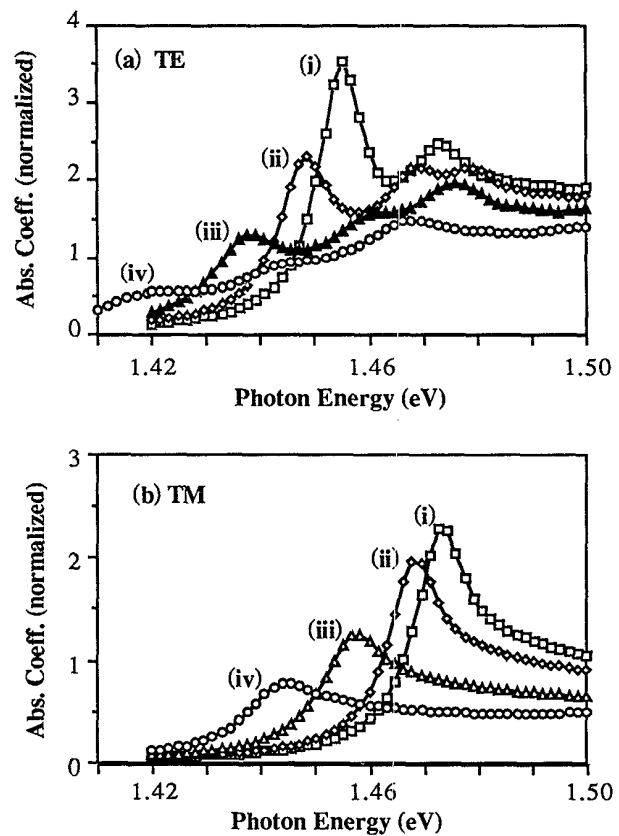 4
(a) TE
(i)
3
(ii)
2
(iii)
1
(iv)
0
Abs. Coeff. (normalized)
1.42 1.46 1.50
Photon Energy (eV)
3
(b) TM
(i)
(ii)
2
(iii)
1
(iv)
0
Abs. Coeff. (normalized)
1.42 1.46 1.50
Photon Energy (eV)